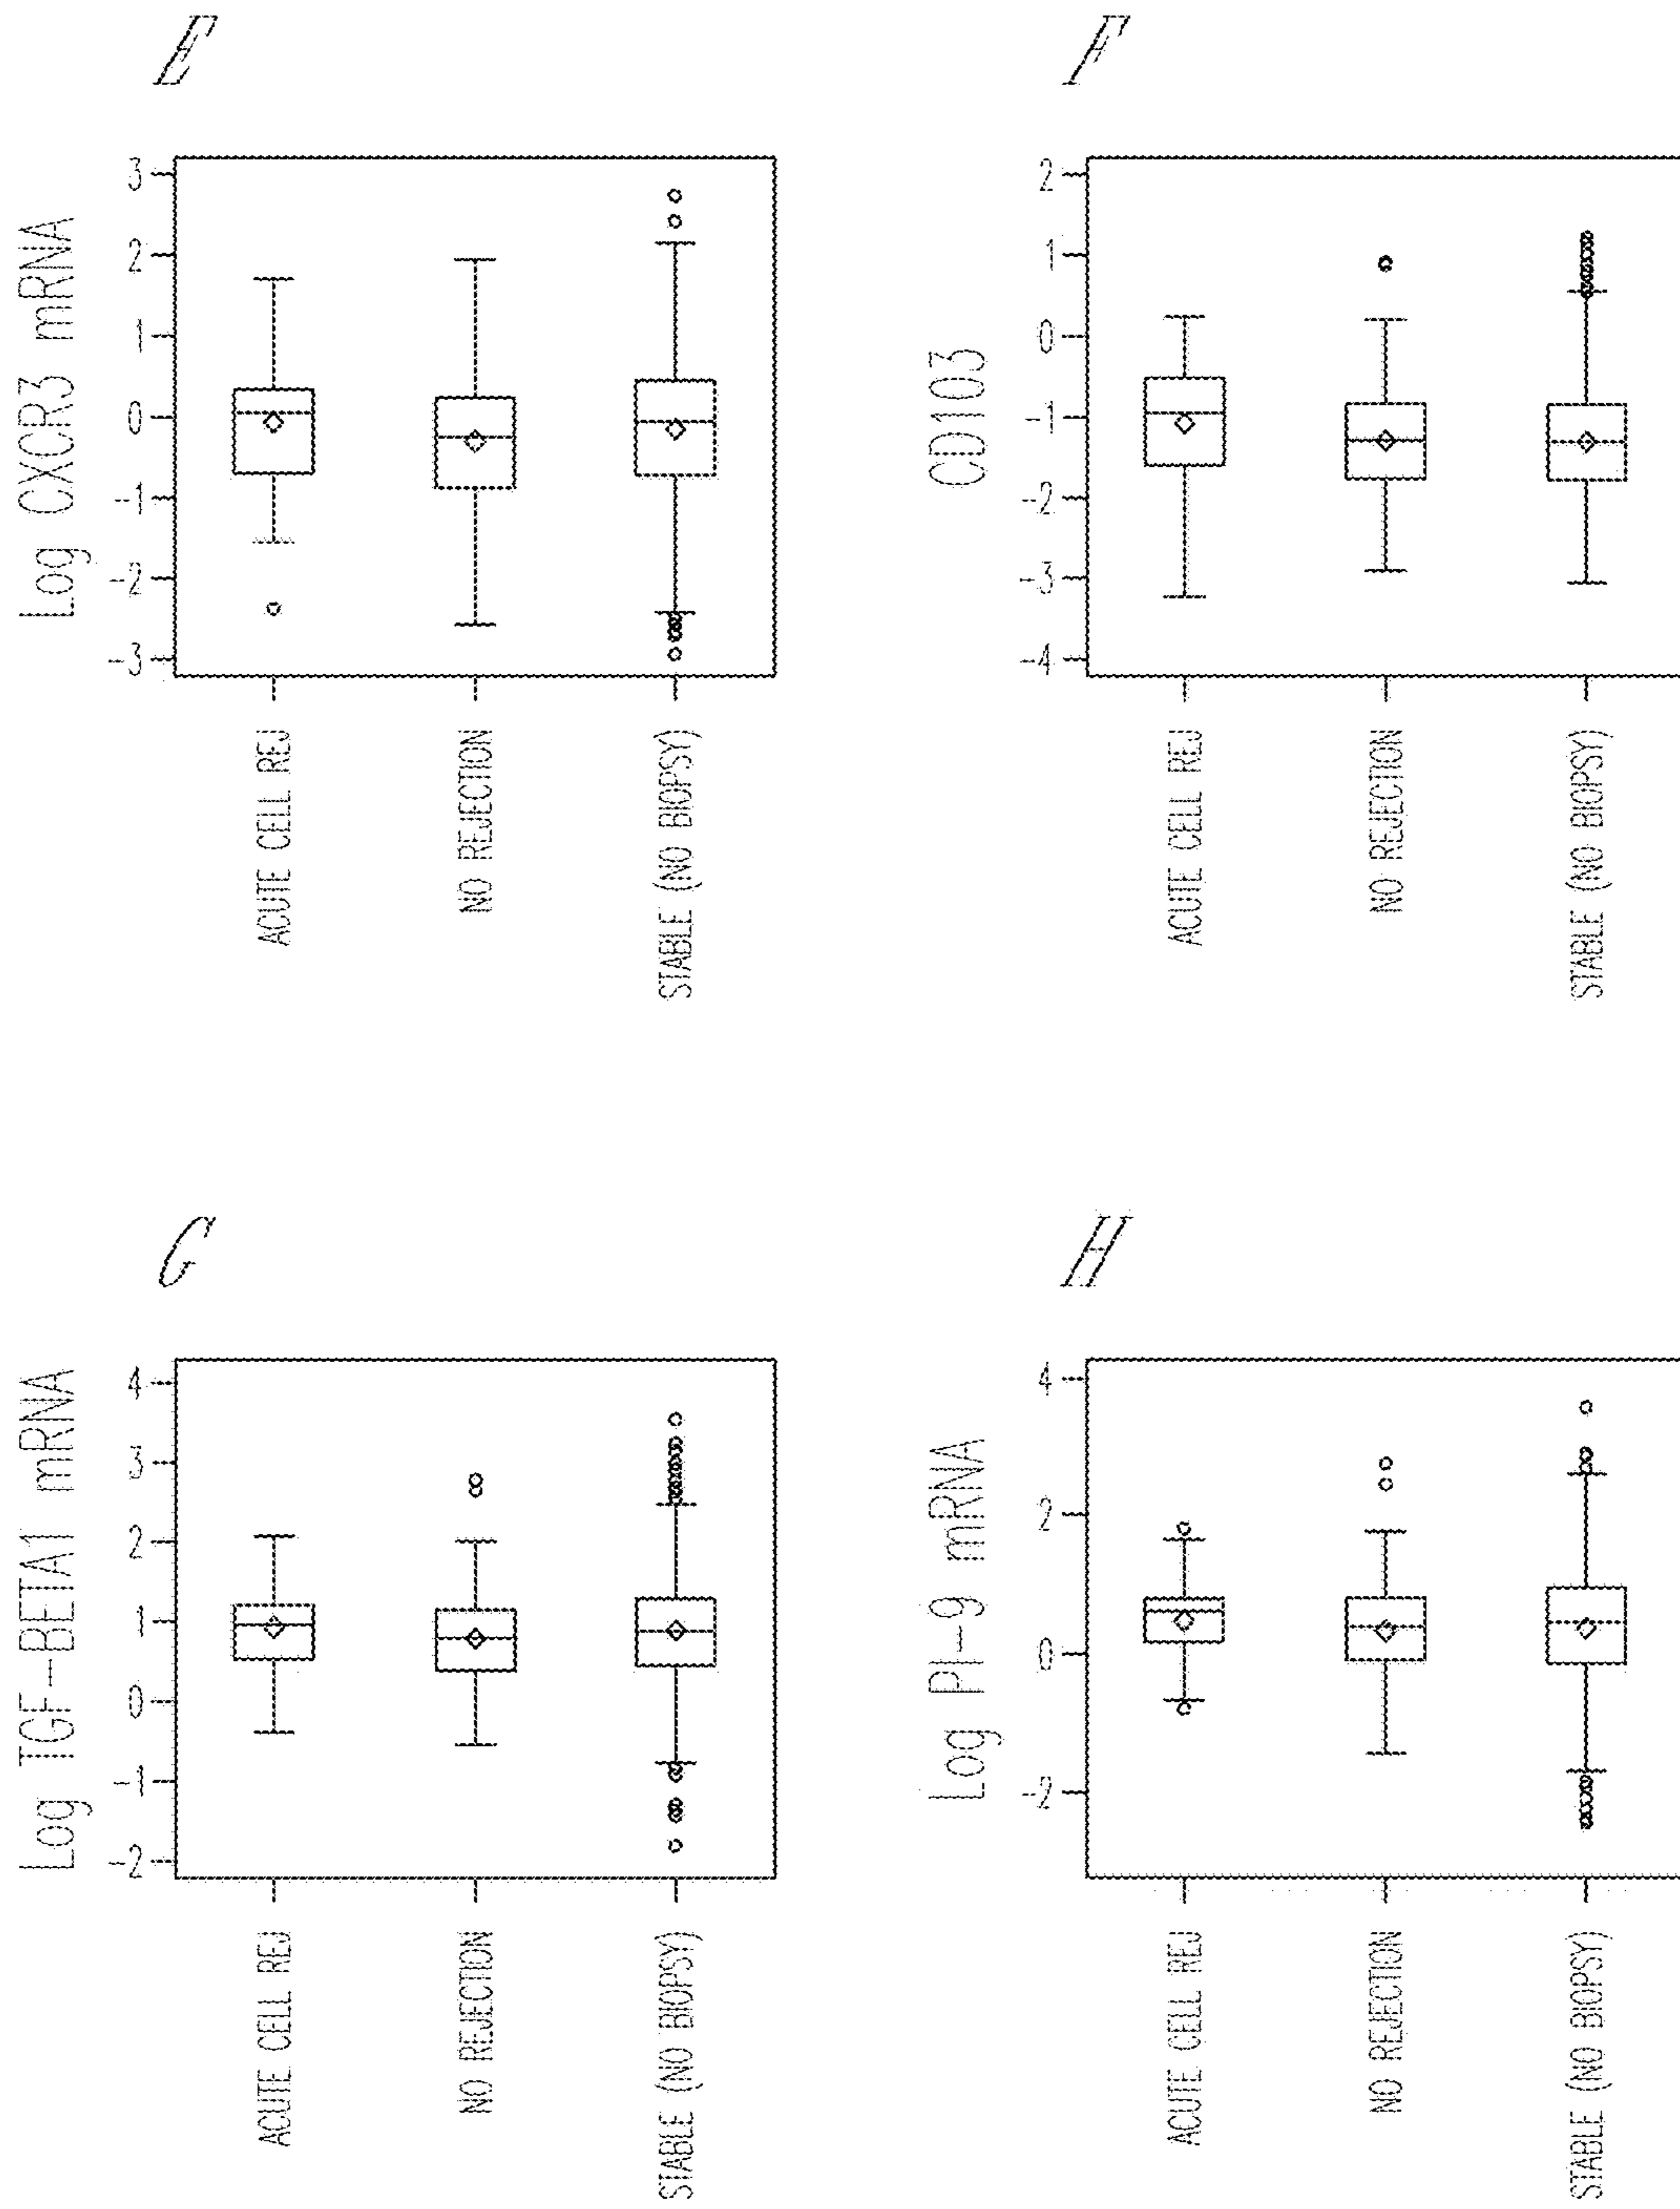 E
Log CXCR3 mRNA
3
2
1
0
-1
-2
-3
ACUTE CELL REJ
NO REJECTION
STABLE (NO BIOPSY)
F
CD103
2
1
0
-1
-2
-3
-4
ACUTE CELL REJ
NO REJECTION
STABLE (NO BIOPSY)
G
Log TGF-BETA1 mRNA
4
3
2
1
0
-1
-2
ACUTE CELL REJ
NO REJECTION
STABLE (NO BIOPSY)
H
Log PI-9 mRNA
4
2
0
-2
ACUTE CELL REJ
NO REJECTION
STABLE (NO BIOPSY)